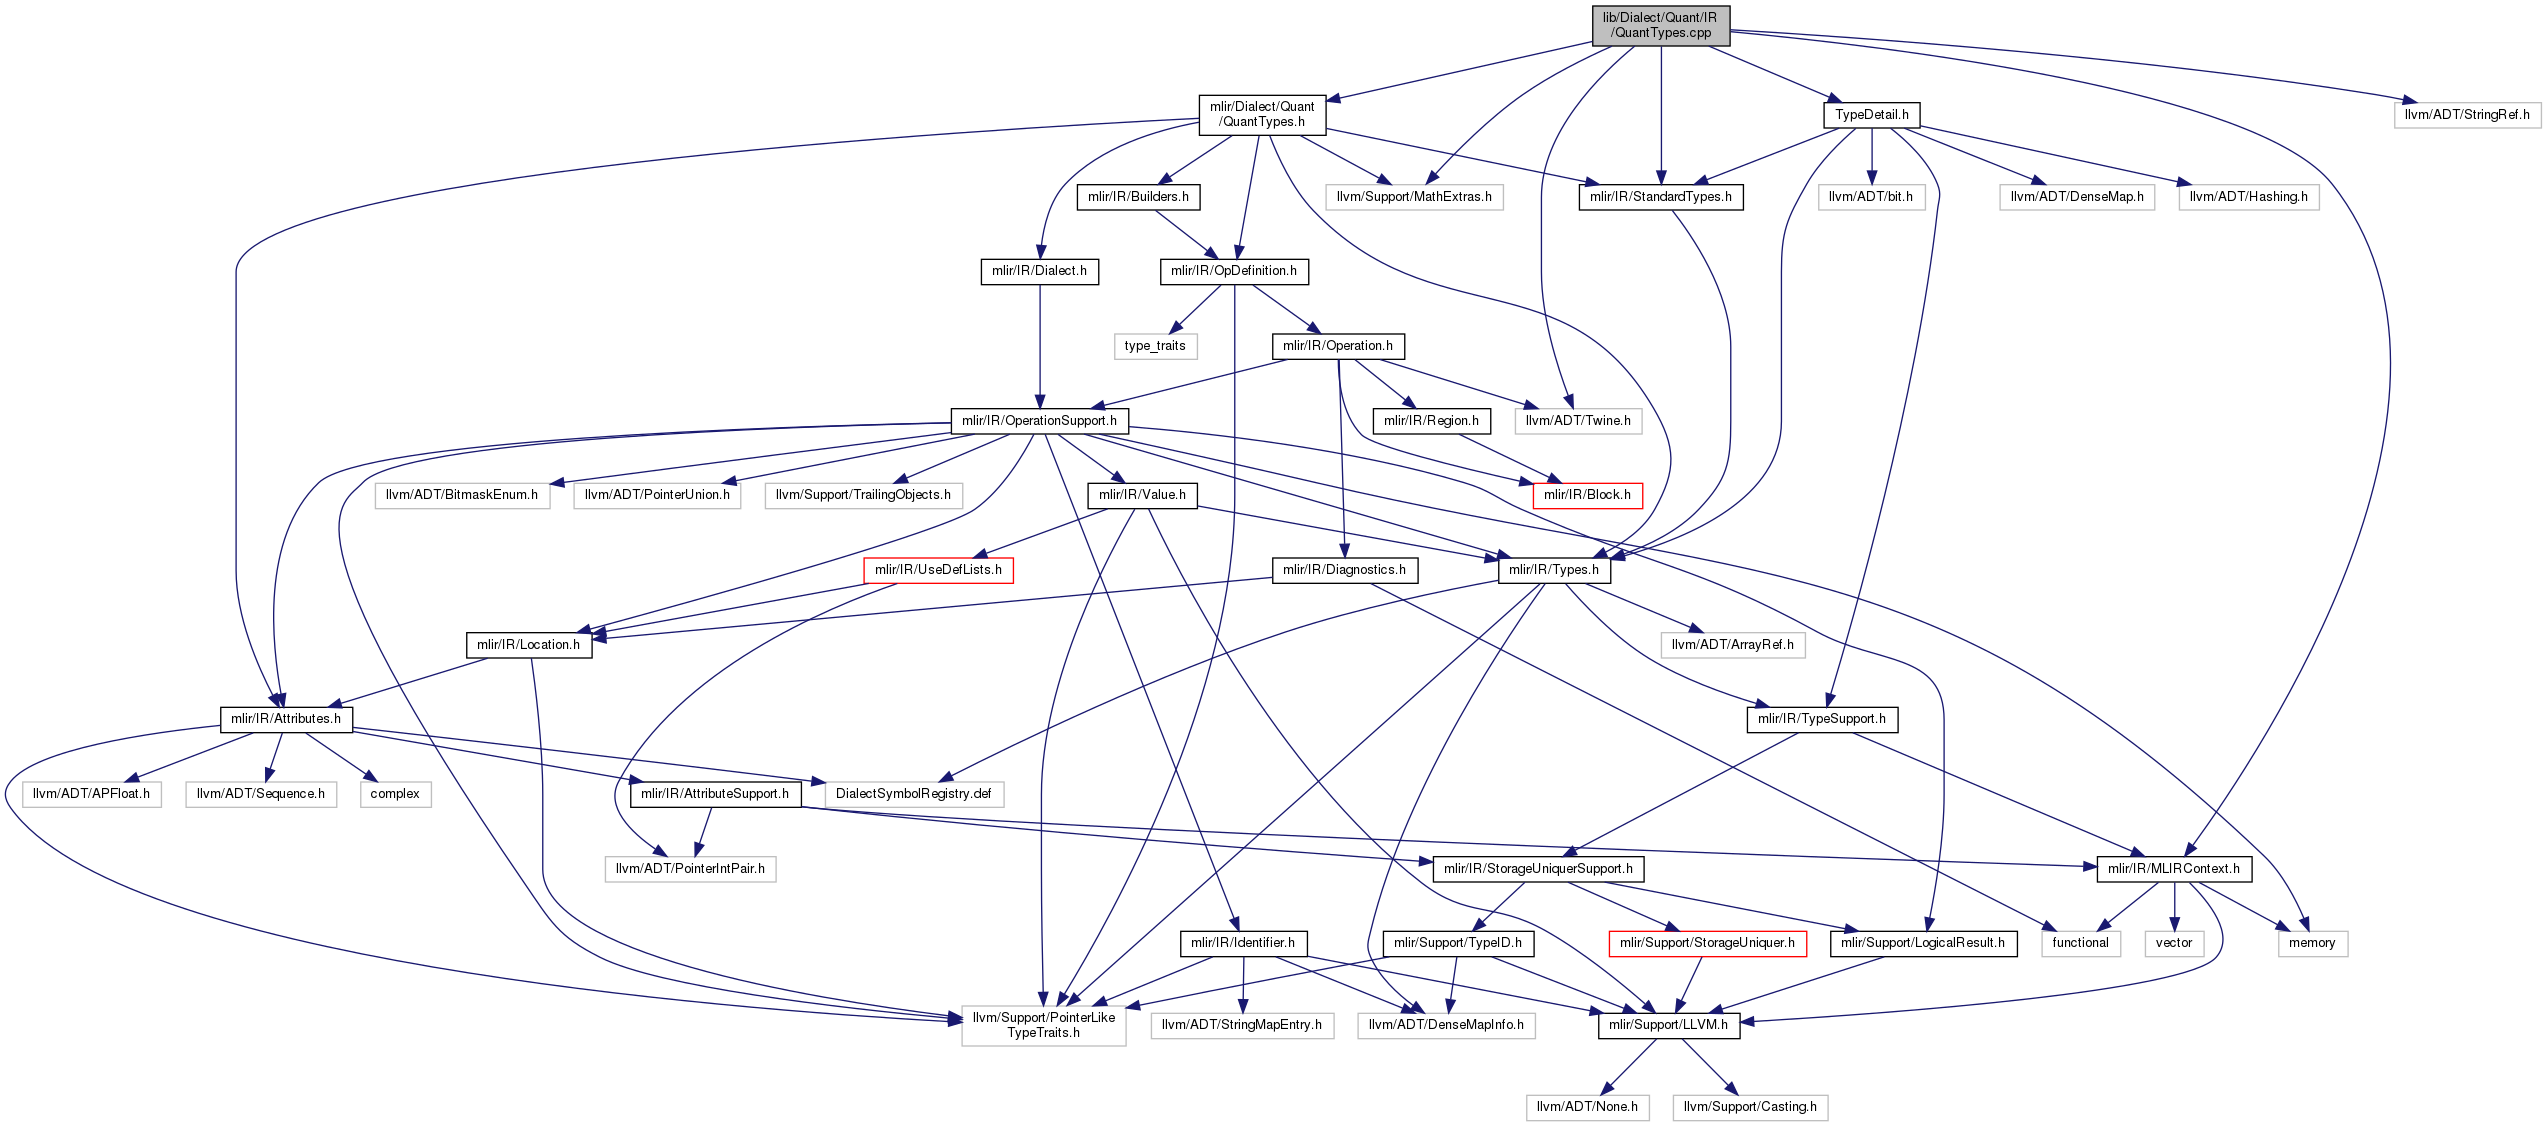 lib/Dialect/Quant/IR
/QuantTypes.cpp
mlir/Dialect/Quant
/QuantTypes.h
TypeDetail.h
llvm/ADT/StringRef.h
mlir/IR/Builders.h
llvm/Support/MathExtras.h
mlir/IR/StandardTypes.h
llvm/ADT/bit.h
llvm/ADT/DenseMap.h
llvm/ADT/Hashing.h
mlir/IR/Dialect.h
mlir/IR/OpDefinition.h
type_traits
mlir/IR/Operation.h
mlir/IR/OperationSupport.h
mlir/IR/Region.h
llvm/ADT/Twine.h
llvm/ADT/BitmaskEnum.h
llvm/ADT/PointerUnion.h
llvm/Support/TrailingObjects.h
mlir/IR/Value.h
mlir/IR/Block.h
mlir/IR/UseDefLists.h
mlir/IR/Diagnostics.h
mlir/IR/Types.h
mlir/IR/Location.h
llvm/ADT/ArrayRef.h
mlir/IR/Attributes.h
mlir/IR/TypeSupport.h
llvm/ADT/APFloat.h
llvm/ADT/Sequence.h
complex
mlir/IR/AttributeSupport.h
DialectSymbolRegistry.def
llvm/ADT/PointerIntPair.h
mlir/IR/StorageUniquerSupport.h
mlir/IR/MLIRContext.h
mlir/IR/Identifier.h
mlir/Support/TypeID.h
mlir/Support/StorageUniquer.h
mlir/Support/LogicalResult.h
functional
vector
memory
llvm/Support/PointerLike
TypeTraits.h
llvm/ADT/StringMapEntry.h
llvm/ADT/DenseMapInfo.h
mlir/Support/LLVM.h
llvm/ADT/None.h
llvm/Support/Casting.h